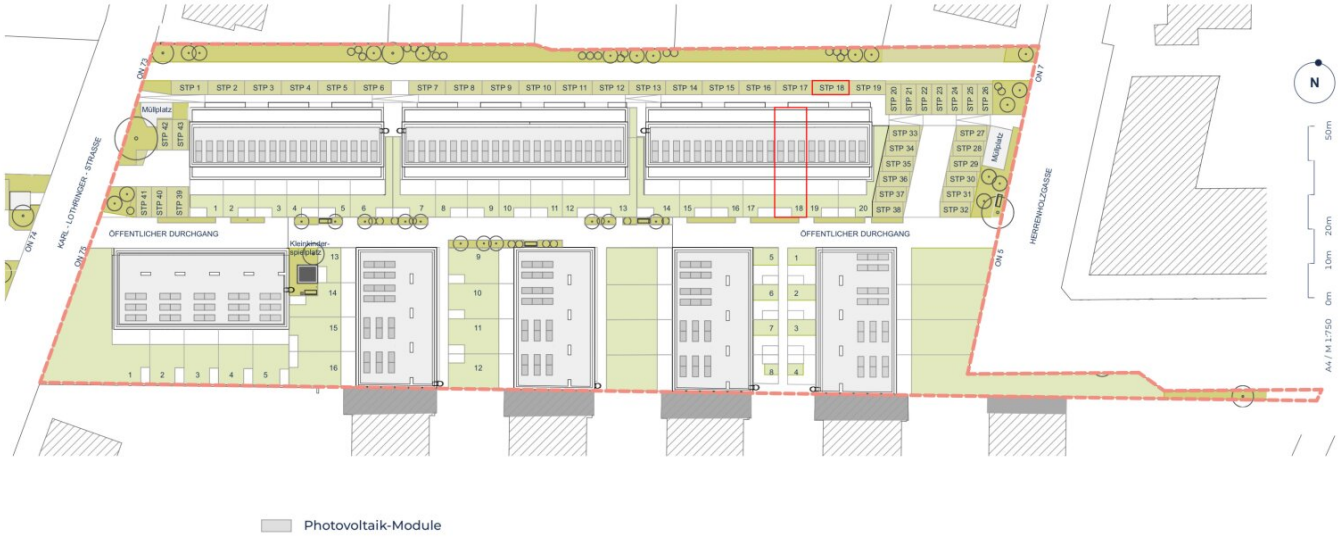 ON 73
ON 7
N
STP 1 STP 2 STP 3 STP 4 STP 5 STP 6 STP 7 STP 8 STP 9 STP 10 STP 11 STP 12 STP 13 STP 14 STP 15 STP 16 STP 17 STP 18 STP 19
STP 20
STP 21
STP 22
STP 23
STP 24
STP 25
STP 26
Müllplatz
STP 42
STP 43
STP 33
STP 34
STP 35
STP 36
STP 37
STP 38
STP 27
STP 28
STP 29
STP 30
STP 31
STP 32
Müllplatz
KARL - LOTHRINGER - STRASSE
HERRENHOLZGASSE
STP 41
STP 40
STP 39
1 2 3 4 5 6 7 8 9 10 11 12 13 14 15 16 17 18 19 20
ÖFFENTLICHER DURCHGANG
ÖFFENTLICHER DURCHGANG
ON 74
ON 75
ON 5
Kleinkinder-
spielplatz
13
14
15
16
9
10
11
12
5
6
7
8
1
2
3
4
1 2 3 4 5
50m
20m
10m
0m
A4 / M 1:750
Photovoltaik-Module